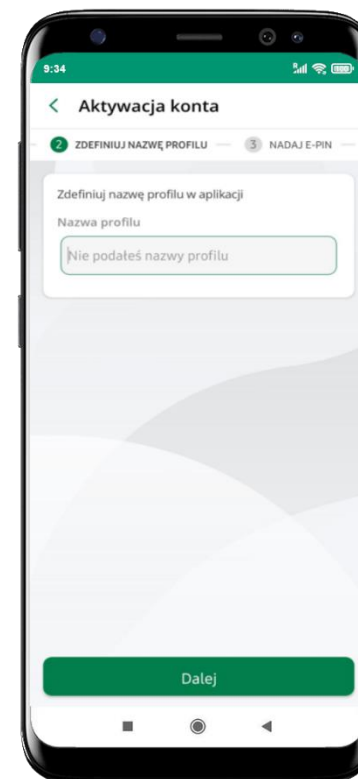 9:34
Aktywacja konta
2 ZDEFINIUJ NAZWĘ PROFILU 3 NADAJ E-PIN
Zdefiniuj nazwę profilu w aplikacji
Nazwa profilu
Nie podałeś nazwy profilu
Dalej